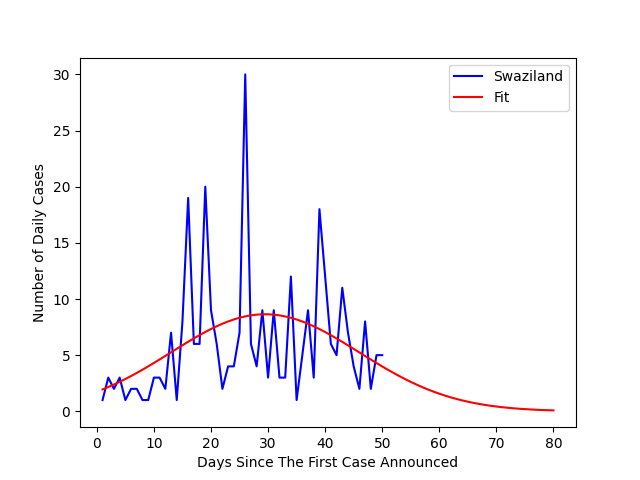 Swaziland
Fit
30
25
20
15
10
5
0
Number of Daily Cases
0 10 20 30 40 50 60 70 80
Days Since The First Case Announced